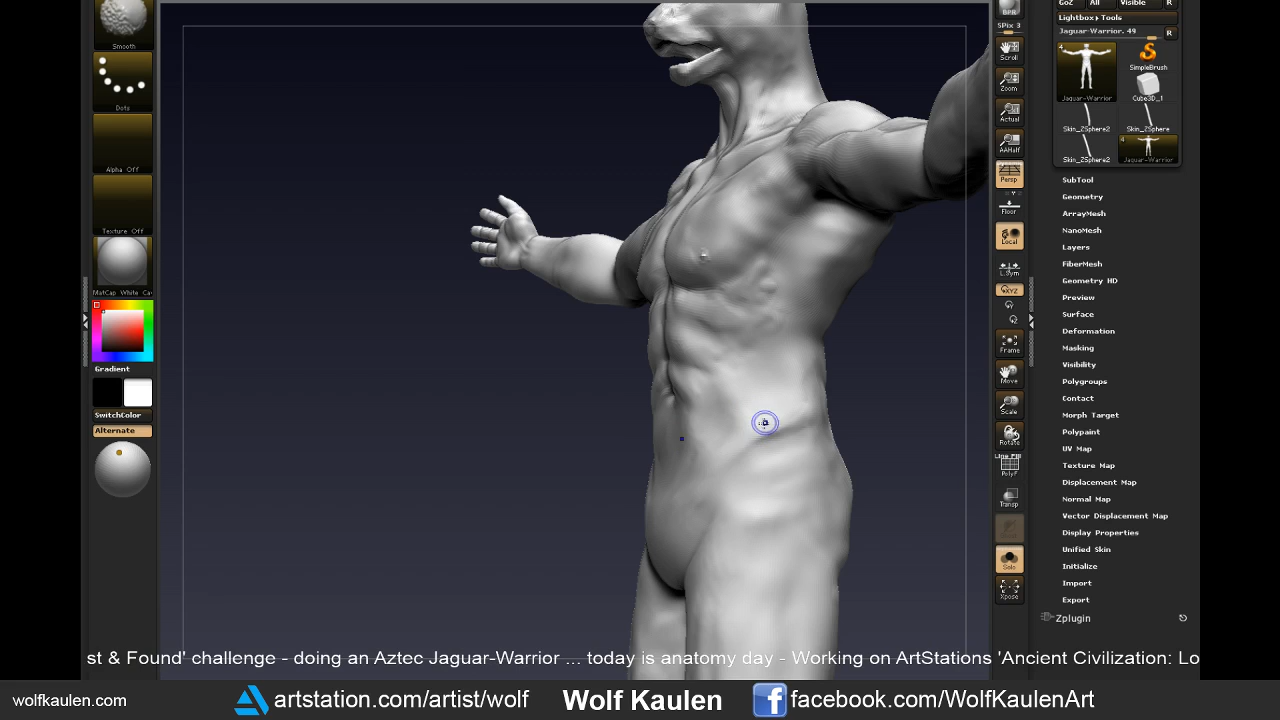 Smooth
Dots
Alpha Off
Texture Off
MatCap White Ca
Gradient
SwitchColor
Alternate
BPR
SPix 3
Scroll
Zoom
Actual
AAHalf
Persp
Floor
Local
L.Sym
XYZ
Frame
Move
Scale
Rotate
Line Fill
PolyF
Transp
Solo
Xpose
GoZ All Visible R
Lightbox▸Tools
Jaguar-Warrior. 49 R
4
Jaguar-Warrior
SimpleBrush
Cube3D_1
Skin_ZSphere2
Skin_ZSphere
Skin_ZSphere2
4
Jaguar-Warrior
SubTool
Geometry
ArrayMesh
NanoMesh
Layers
FiberMesh
Geometry HD
Preview
Surface
Deformation
Masking
Visibility
Polygroups
Contact
Morph Target
Polypaint
UV Map
Texture Map
Displacement Map
Normal Map
Vector Displacement Map
Display Properties
Unified Skin
Initialize
Import
Export
Zplugin
st & Found' challenge - doing an Aztec Jaguar-Warrior ... today is anatomy day - Working on ArtStations 'Ancient Civilization: Lo
wolfkaulen.com
artstation.com/artist/wolf
Wolf Kaulen
facebook.com/WolfKaulenArt